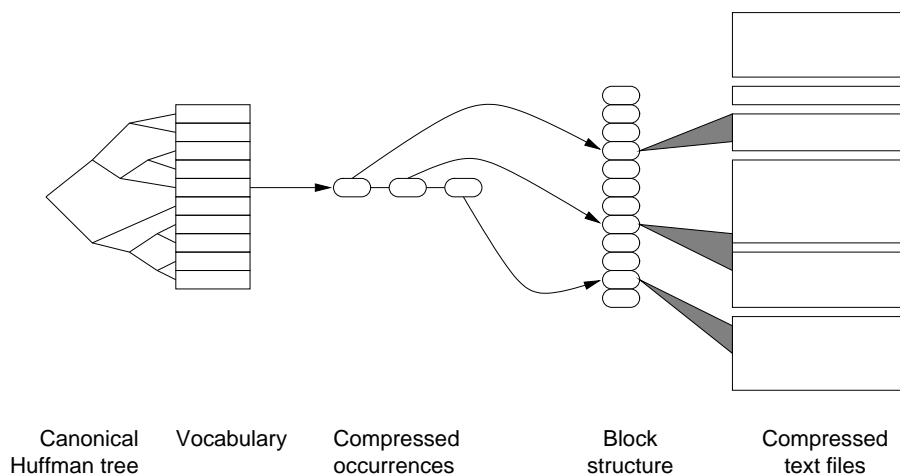 Canonical
Huffman tree
Vocabulary
Compressed
occurrences
Block
structure
Compressed
text files